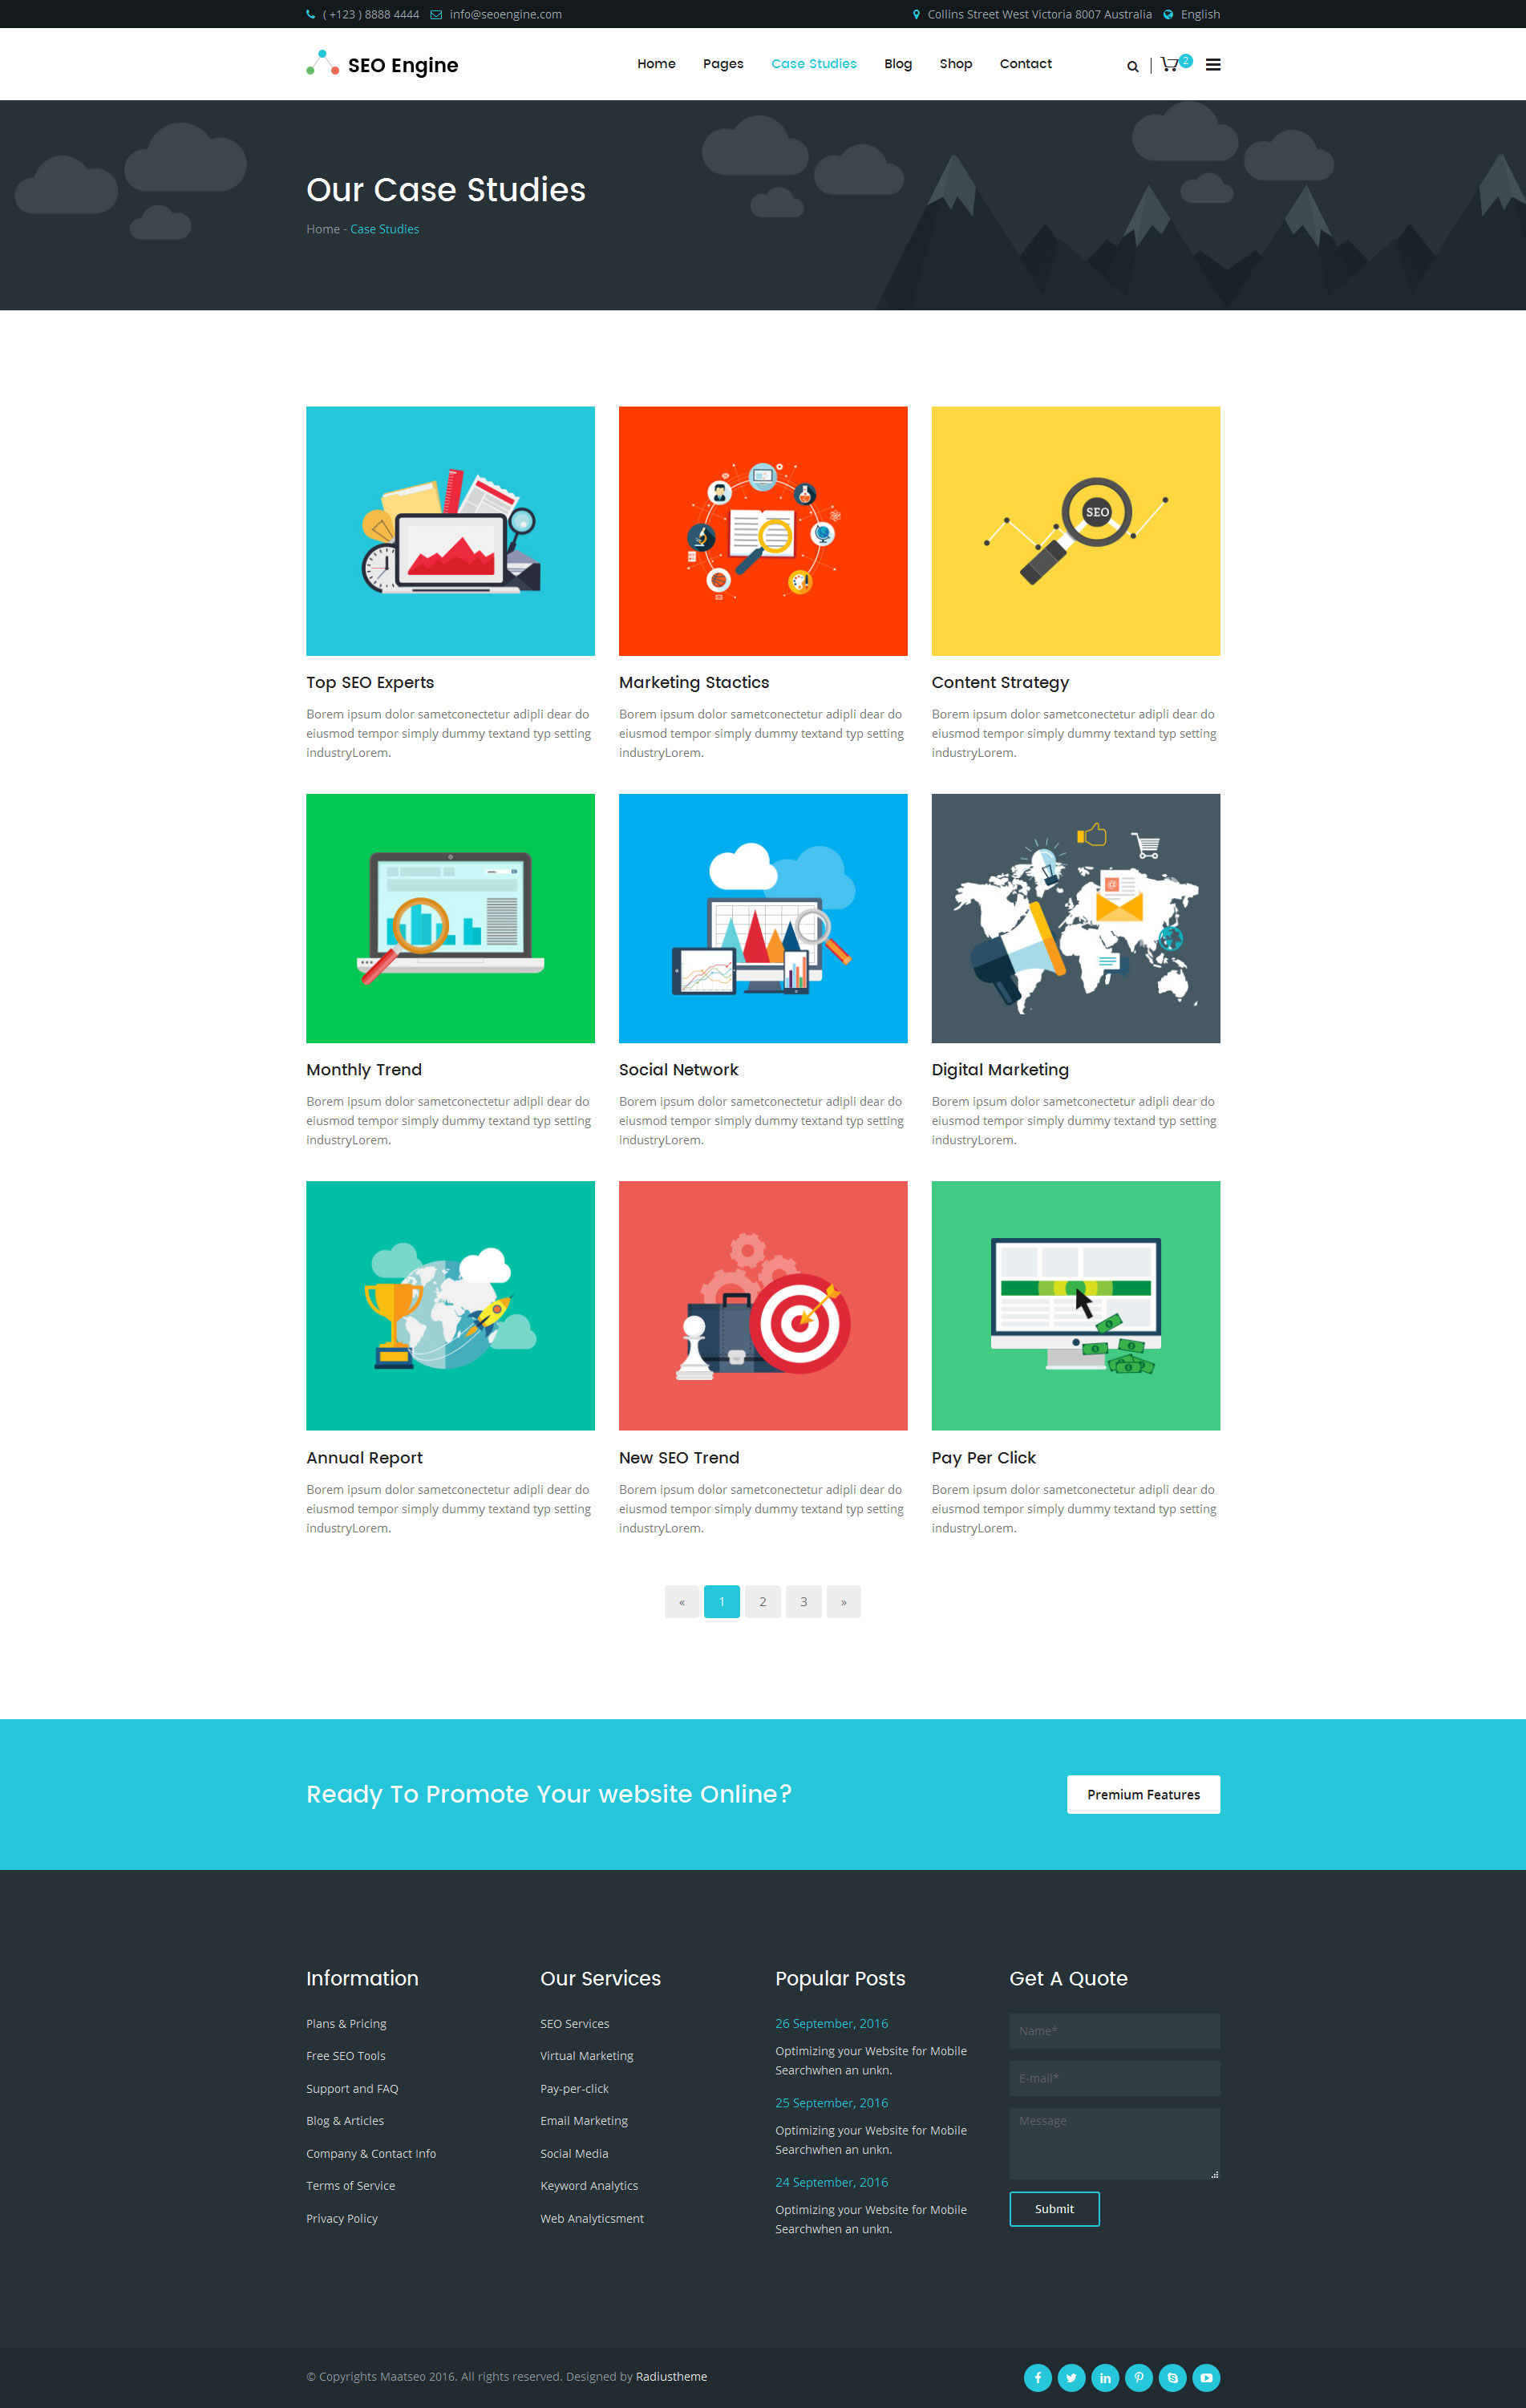 ( +123 ) 8888 4444 info@seoengine.com Collins Street West Victoria 8007 Australia English
SEO Engine Home Pages Case Studies Blog Shop Contact 2
Our Case Studies
Home - Case Studies
SEO
Top SEO Experts
Borem ipsum dolor sametconectetur adipli dear do
eiusmod tempor simply dummy textand typ setting
industryLorem.
Marketing Stactics
Borem ipsum dolor sametconectetur adipli dear do
eiusmod tempor simply dummy textand typ setting
industryLorem.
Content Strategy
Borem ipsum dolor sametconectetur adipli dear do
eiusmod tempor simply dummy textand typ setting
industryLorem.
@
Monthly Trend
Borem ipsum dolor sametconectetur adipli dear do
eiusmod tempor simply dummy textand typ setting
industryLorem.
Social Network
Borem ipsum dolor sametconectetur adipli dear do
eiusmod tempor simply dummy textand typ setting
industryLorem.
Digital Marketing
Borem ipsum dolor sametconectetur adipli dear do
eiusmod tempor simply dummy textand typ setting
industryLorem.
Annual Report
Borem ipsum dolor sametconectetur adipli dear do
eiusmod tempor simply dummy textand typ setting
industryLorem.
New SEO Trend
Borem ipsum dolor sametconectetur adipli dear do
eiusmod tempor simply dummy textand typ setting
industryLorem.
Pay Per Click
Borem ipsum dolor sametconectetur adipli dear do
eiusmod tempor simply dummy textand typ setting
industryLorem.
« 1 2 3 »
Ready To Promote Your website Online?
Premium Features
Information
Plans & Pricing
Free SEO Tools
Support and FAQ
Blog & Articles
Company & Contact Info
Terms of Service
Privacy Policy
Our Services
SEO Services
Virtual Marketing
Pay-per-click
Email Marketing
Social Media
Keyword Analytics
Web Analyticsment
Popular Posts
26 September, 2016
Optimizing your Website for Mobile
Searchwhen an unkn.
25 September, 2016
Optimizing your Website for Mobile
Searchwhen an unkn.
24 September, 2016
Optimizing your Website for Mobile
Searchwhen an unkn.
Get A Quote
Name*
E-mail*
Message
Submit
© Copyrights Maatseo 2016. All rights reserved. Designed by Radiustheme